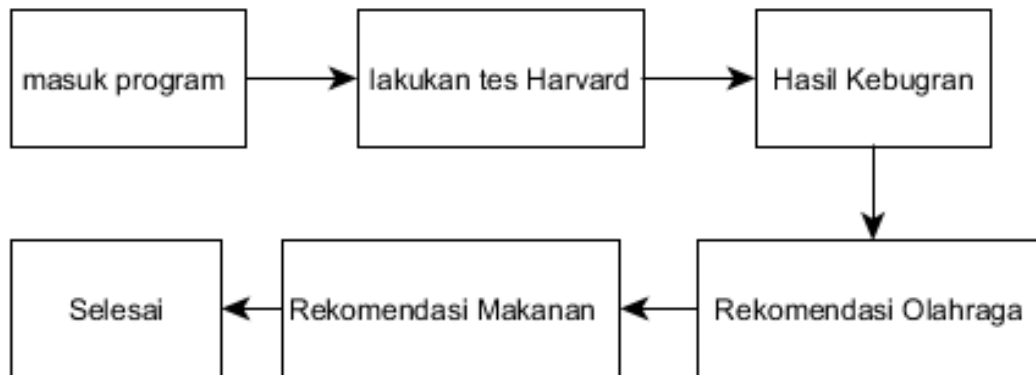 masuk program
lakukan tes Harvard
Hasil Kebugran
Rekomendasi Olahraga
Rekomendasi Makanan
Selesai